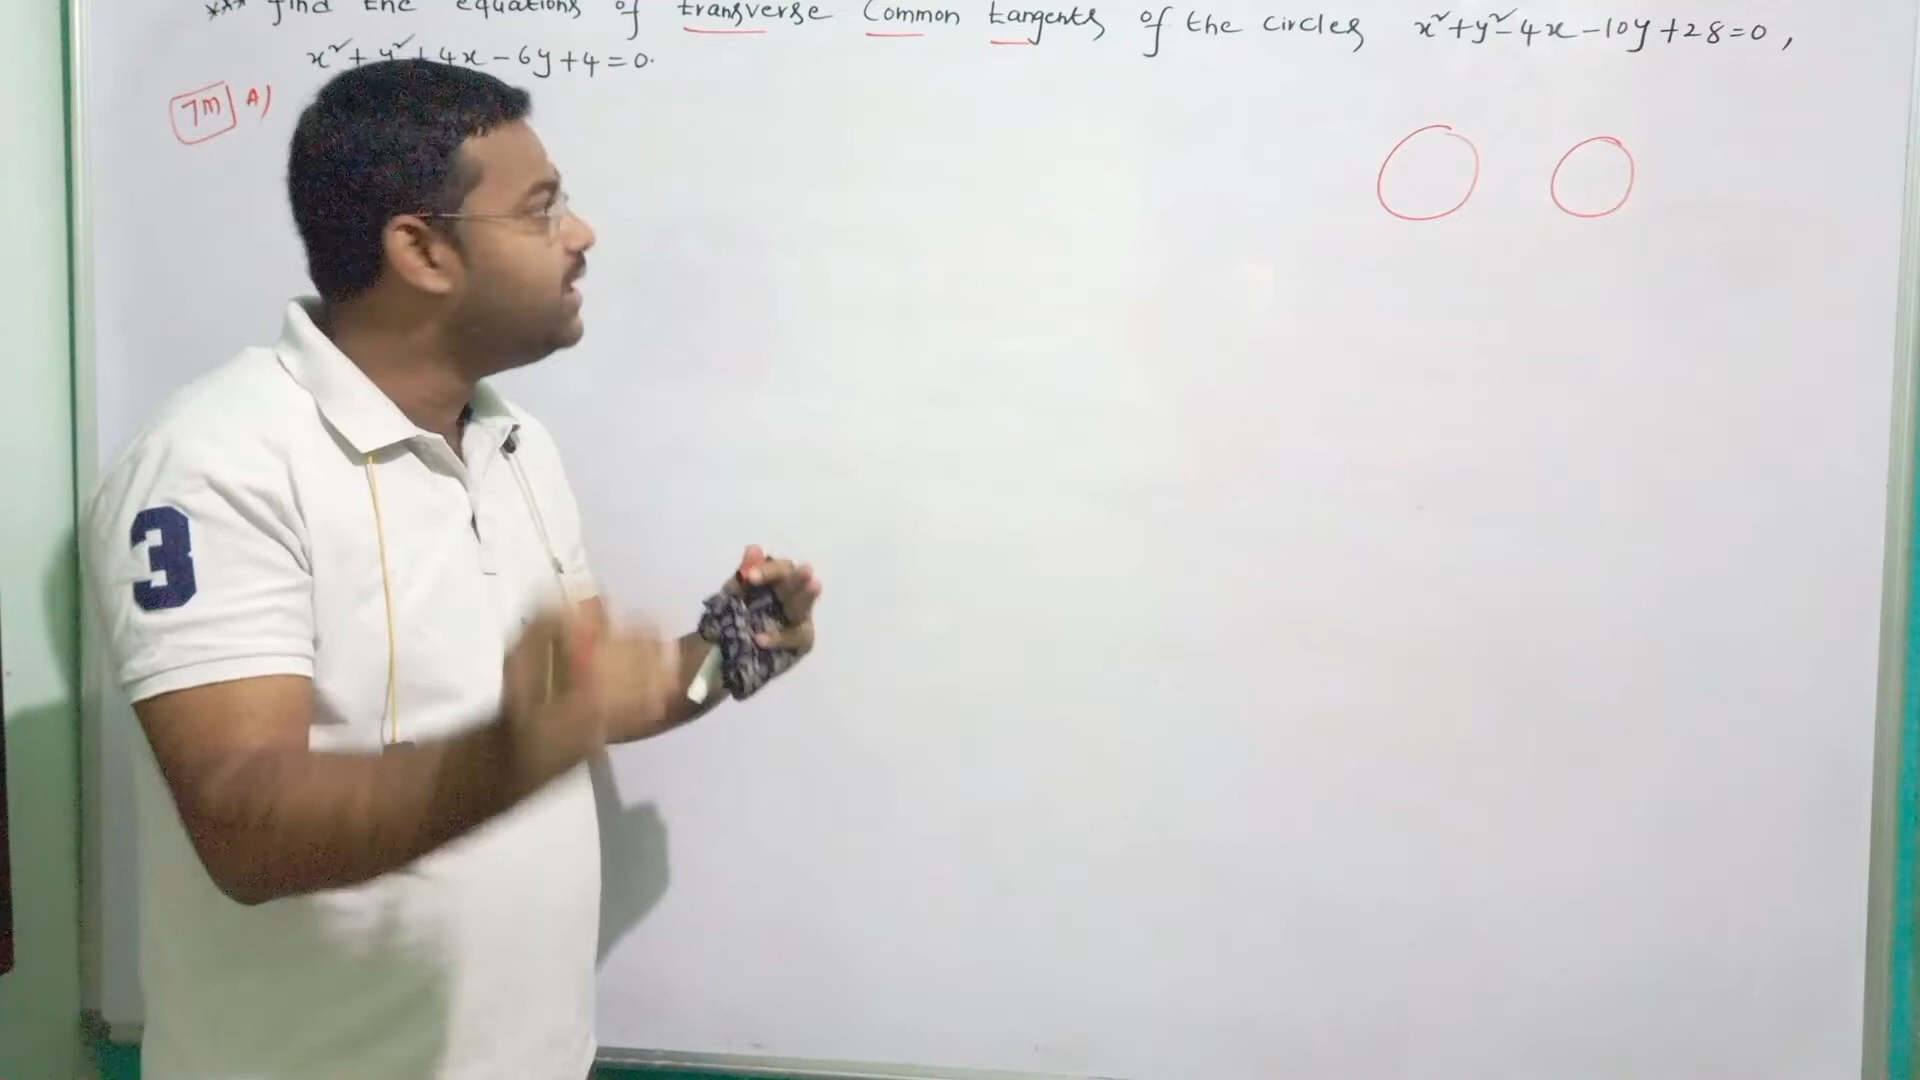 *** Find the equations of transverse common tangents of the circles x²+y²-4x-10y+28=0,
x²+y²+4x-6y+4=0.
7M A)
3